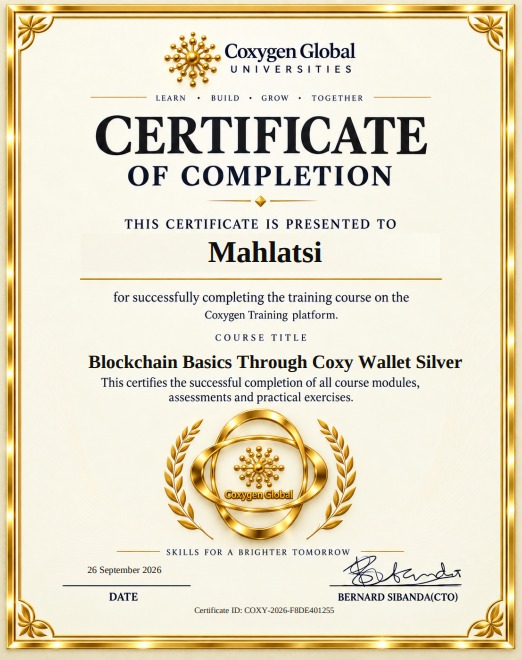 Coxygen Global
UNIVERSITIES
LEARN • BUILD • GROW • TOGETHER
CERTIFICATE
OF COMPLETION
THIS CERTIFICATE IS PRESENTED TO
Mahlatsi
for successfully completing the training course on the
Coxygen Training platform.
COURSE TITLE
Blockchain Basics Through Coxy Wallet Silver
This certifies the successful completion of all course modules,
assessments and practical exercises.
Coxygen Global
SKILLS FOR A BRIGHTER TOMORROW
26 September 2026
DATE
BERNARD SIBANDA(CTO)
Certificate ID: COXY-2026-F8DE401255